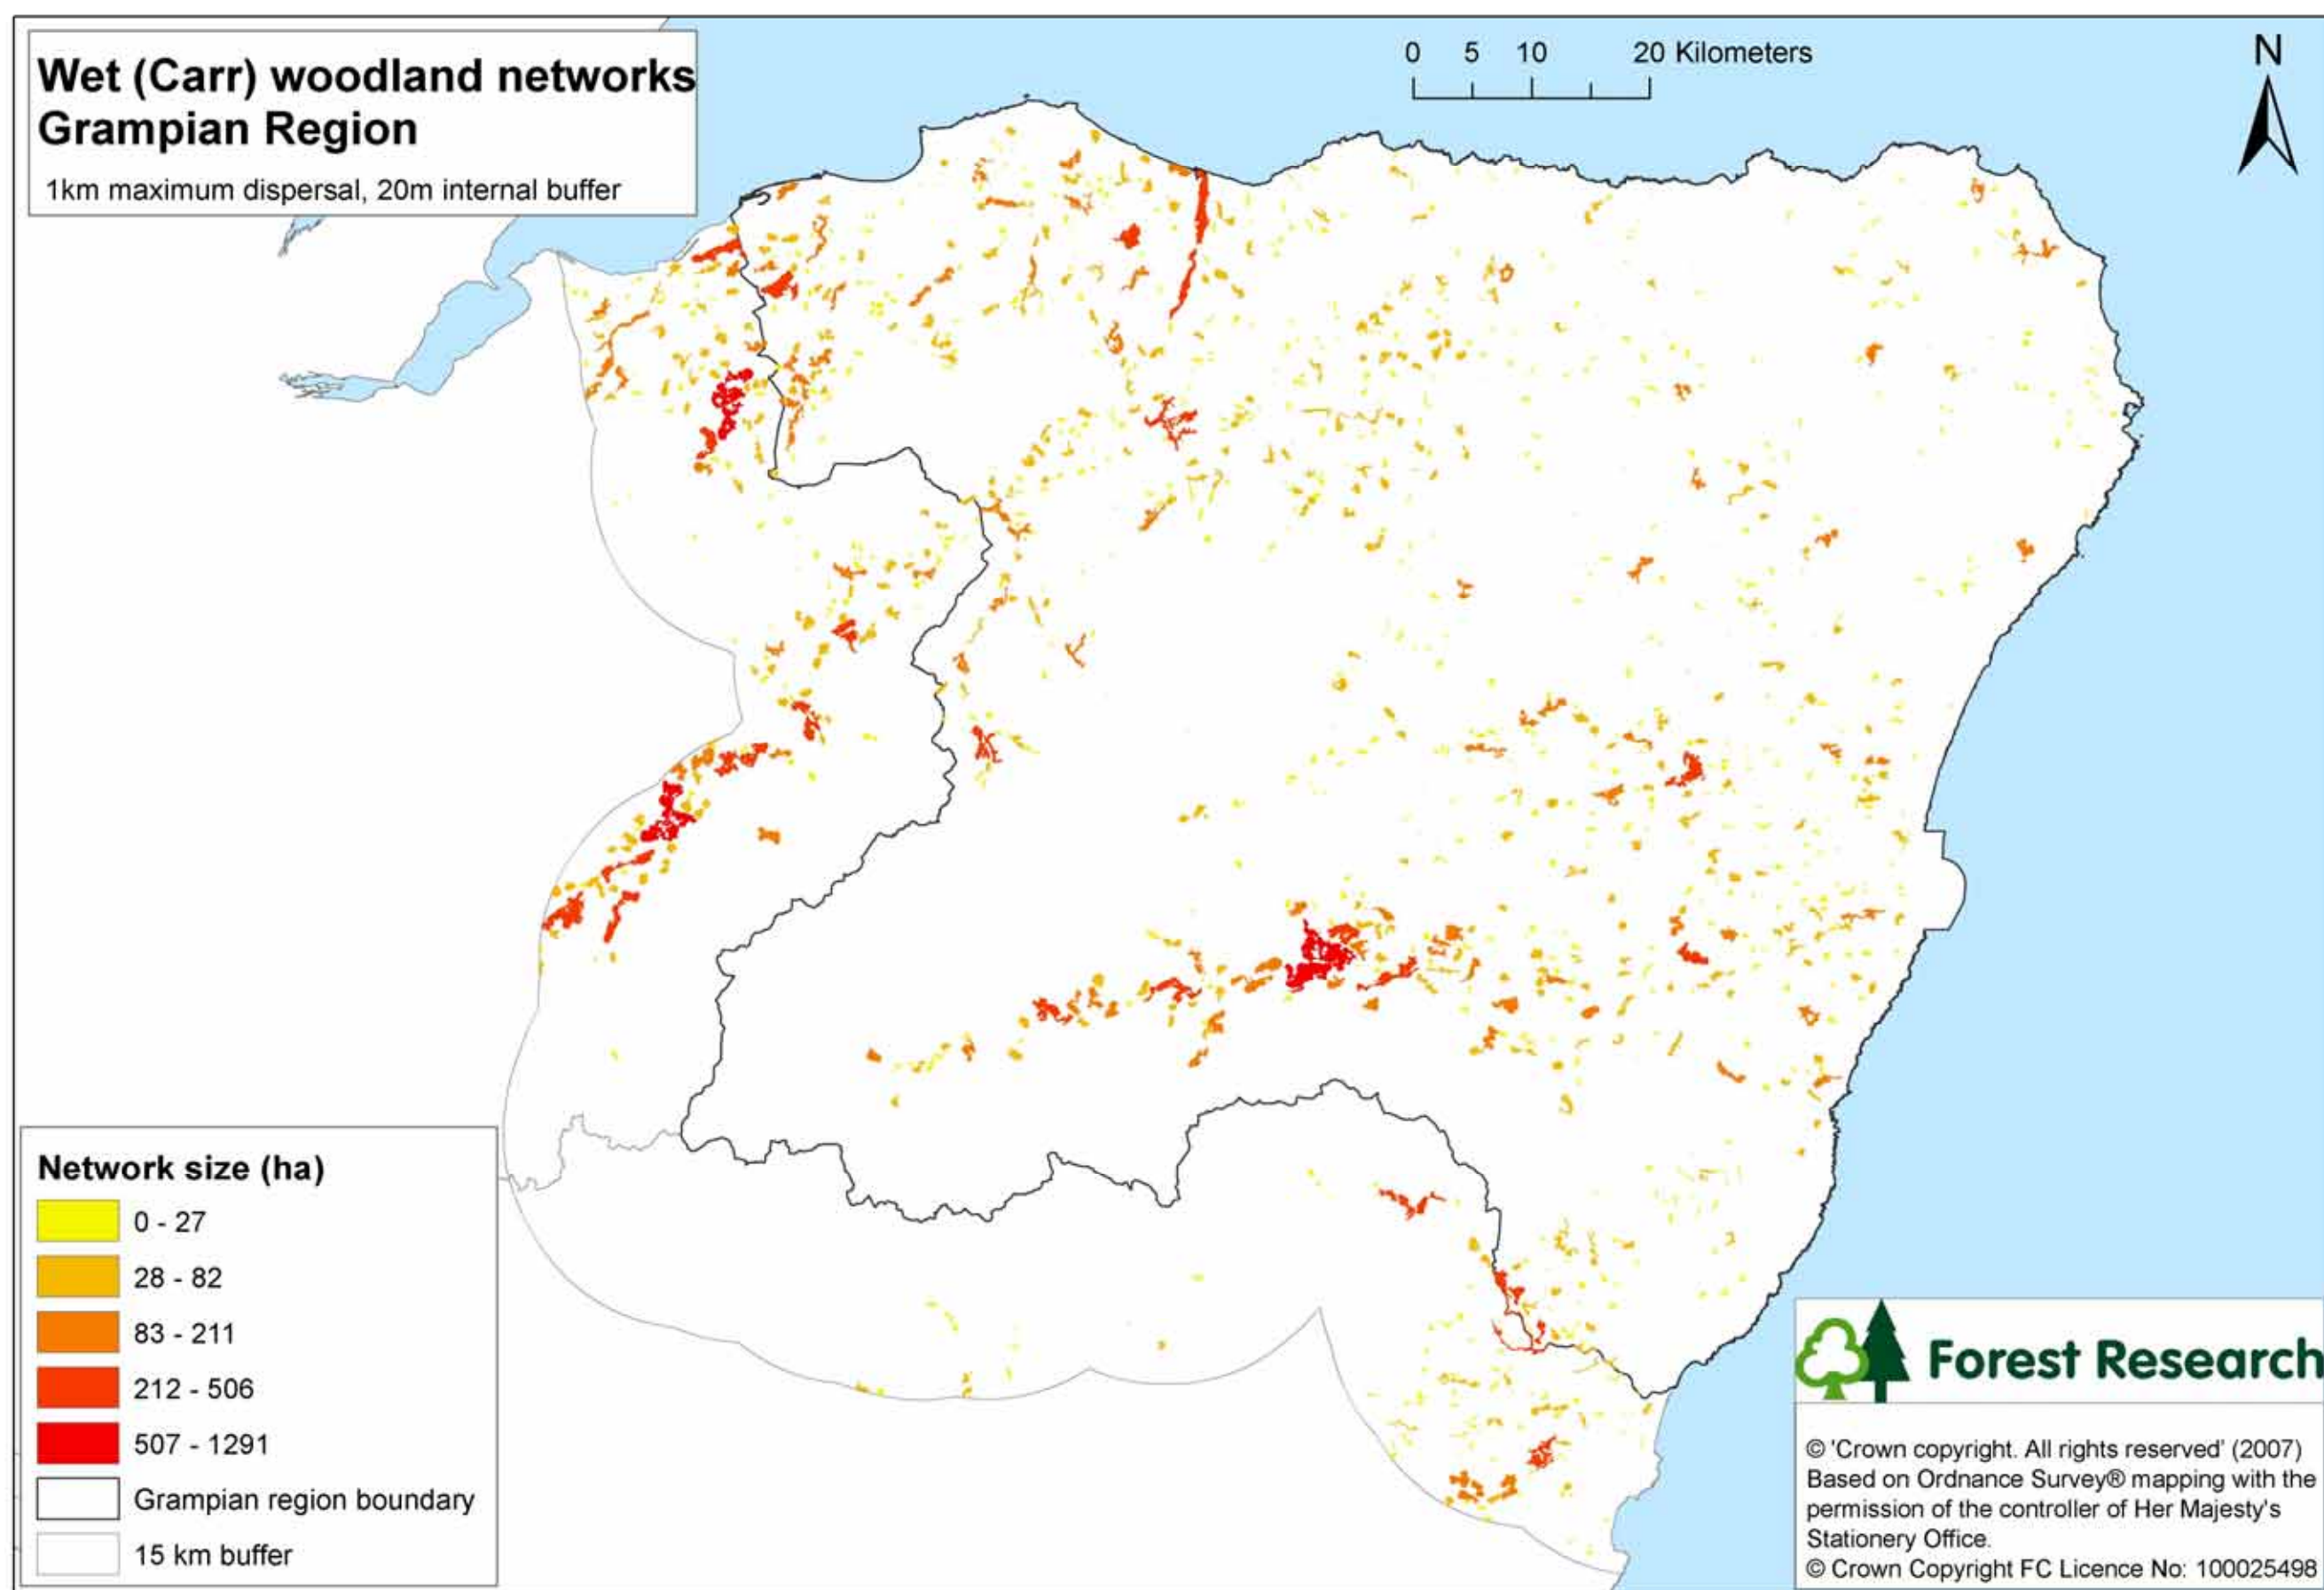 Wet (Carr) woodland networks
Grampian Region
1km maximum dispersal, 20m internal buffer
0 5 10 20 Kilometers
N
Network size (ha)
0 - 27
28 - 82
83 - 211
212 - 506
507 - 1291
Grampian region boundary
15 km buffer
Forest Research
© 'Crown copyright. All rights reserved' (2007)
Based on Ordnance Survey® mapping with the
permission of the controller of Her Majesty's
Stationery Office.
© Crown Copyright FC Licence No: 100025498